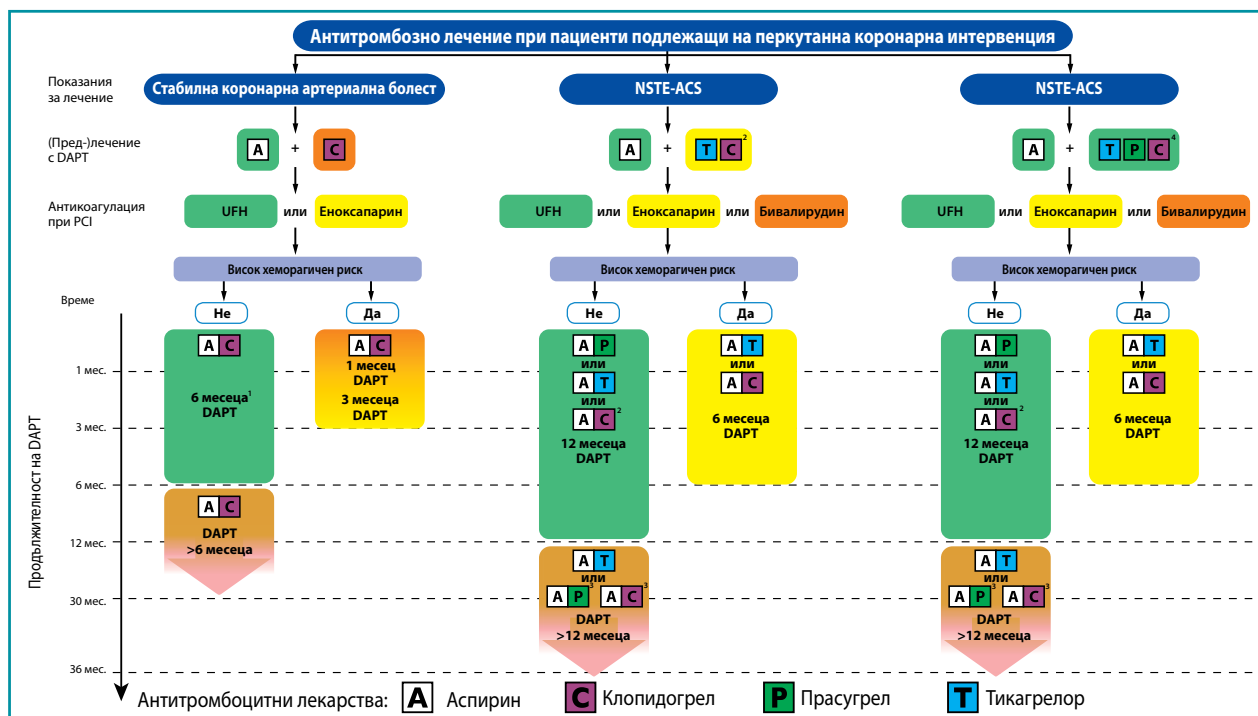 Антитромбозно лечение при пациенти подлежащи на перкутанна коронарна интервенция
Показания
за лечение
Стабилна коронарна артериална болест
NSTE-ACS
NSTE-ACS
(Пред-)лечение
с DAPT
A + C
A + T C 2
A + T P C 4
Антикоагулация
при PCI
UFH или Еноксапарин
UFH или Еноксапарин или Бивалирудин
UFH или Еноксапарин или Бивалирудин
Висок хеморагичен риск
Висок хеморагичен риск
Висок хеморагичен риск
Време
Не
Да
Не
Да
Не
Да
Продължителност на DAPT
1 мес.
3 мес.
6 мес.
12 мес.
30 мес.
36 мес.
A C
6 месеца1
DAPT
A C
DAPT
>6 месеца
A C
1 месец
DAPT
3 месеца
DAPT
A P
или
A T
или
A C 2
12 месеца
DAPT
A T
или
A P 3 A C 3
DAPT
>12 месеца
A T
или
A C
6 месеца
DAPT
A P
или
A T
или
A C 2
12 месеца
DAPT
A T
или
A P 3 A C 3
DAPT
>12 месеца
A T
или
A C
6 месеца
DAPT
Антитромбоцитни лекарства: A Аспирин C Клопидогрел P Прасугрел T Тикагрелор